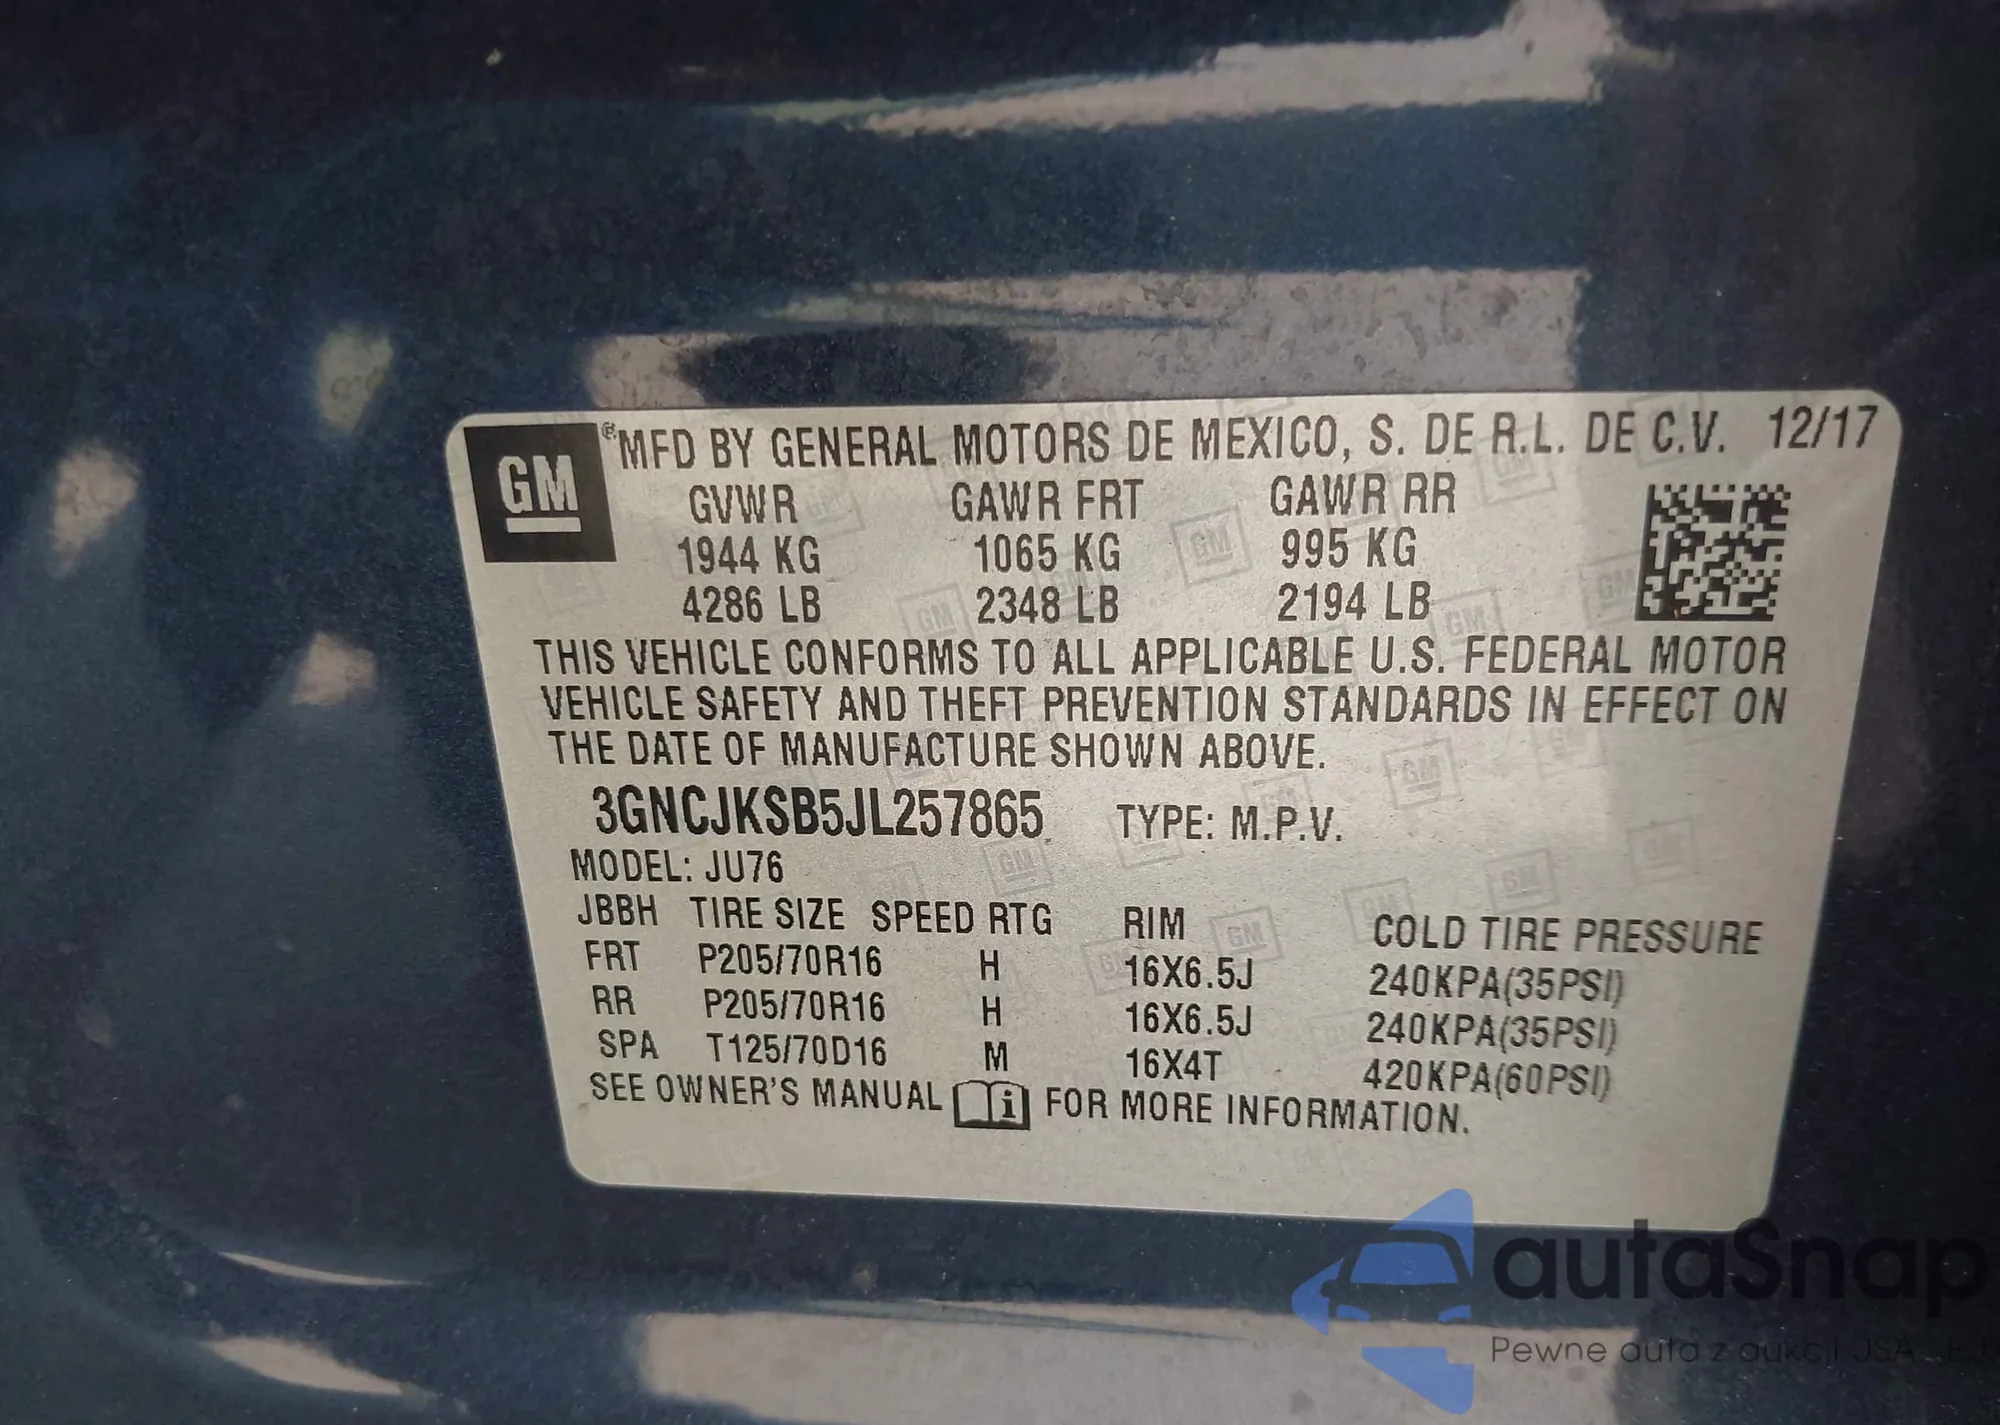 GM ® MFD BY GENERAL MOTORS DE MEXICO, S. DE R.L. DE C.V. 12/17
GVWR GAWR FRT GAWR RR
1944 KG 1065 KG 995 KG
4286 LB 2348 LB 2194 LB
THIS VEHICLE CONFORMS TO ALL APPLICABLE U.S. FEDERAL MOTOR
VEHICLE SAFETY AND THEFT PREVENTION STANDARDS IN EFFECT ON
THE DATE OF MANUFACTURE SHOWN ABOVE.
3GNCJKSB5JL257865 TYPE: M.P.V.
MODEL: JU76
JBBH TIRE SIZE SPEED RTG RIM COLD TIRE PRESSURE
FRT P205/70R16 H 16X6.5J 240KPA(35PSI)
RR P205/70R16 H 16X6.5J 240KPA(35PSI)
SPA T125/70D16 M 16X4T 420KPA(60PSI)
SEE OWNER'S MANUAL i FOR MORE INFORMATION.
autaSnap
Pewne auta z aukcji USA